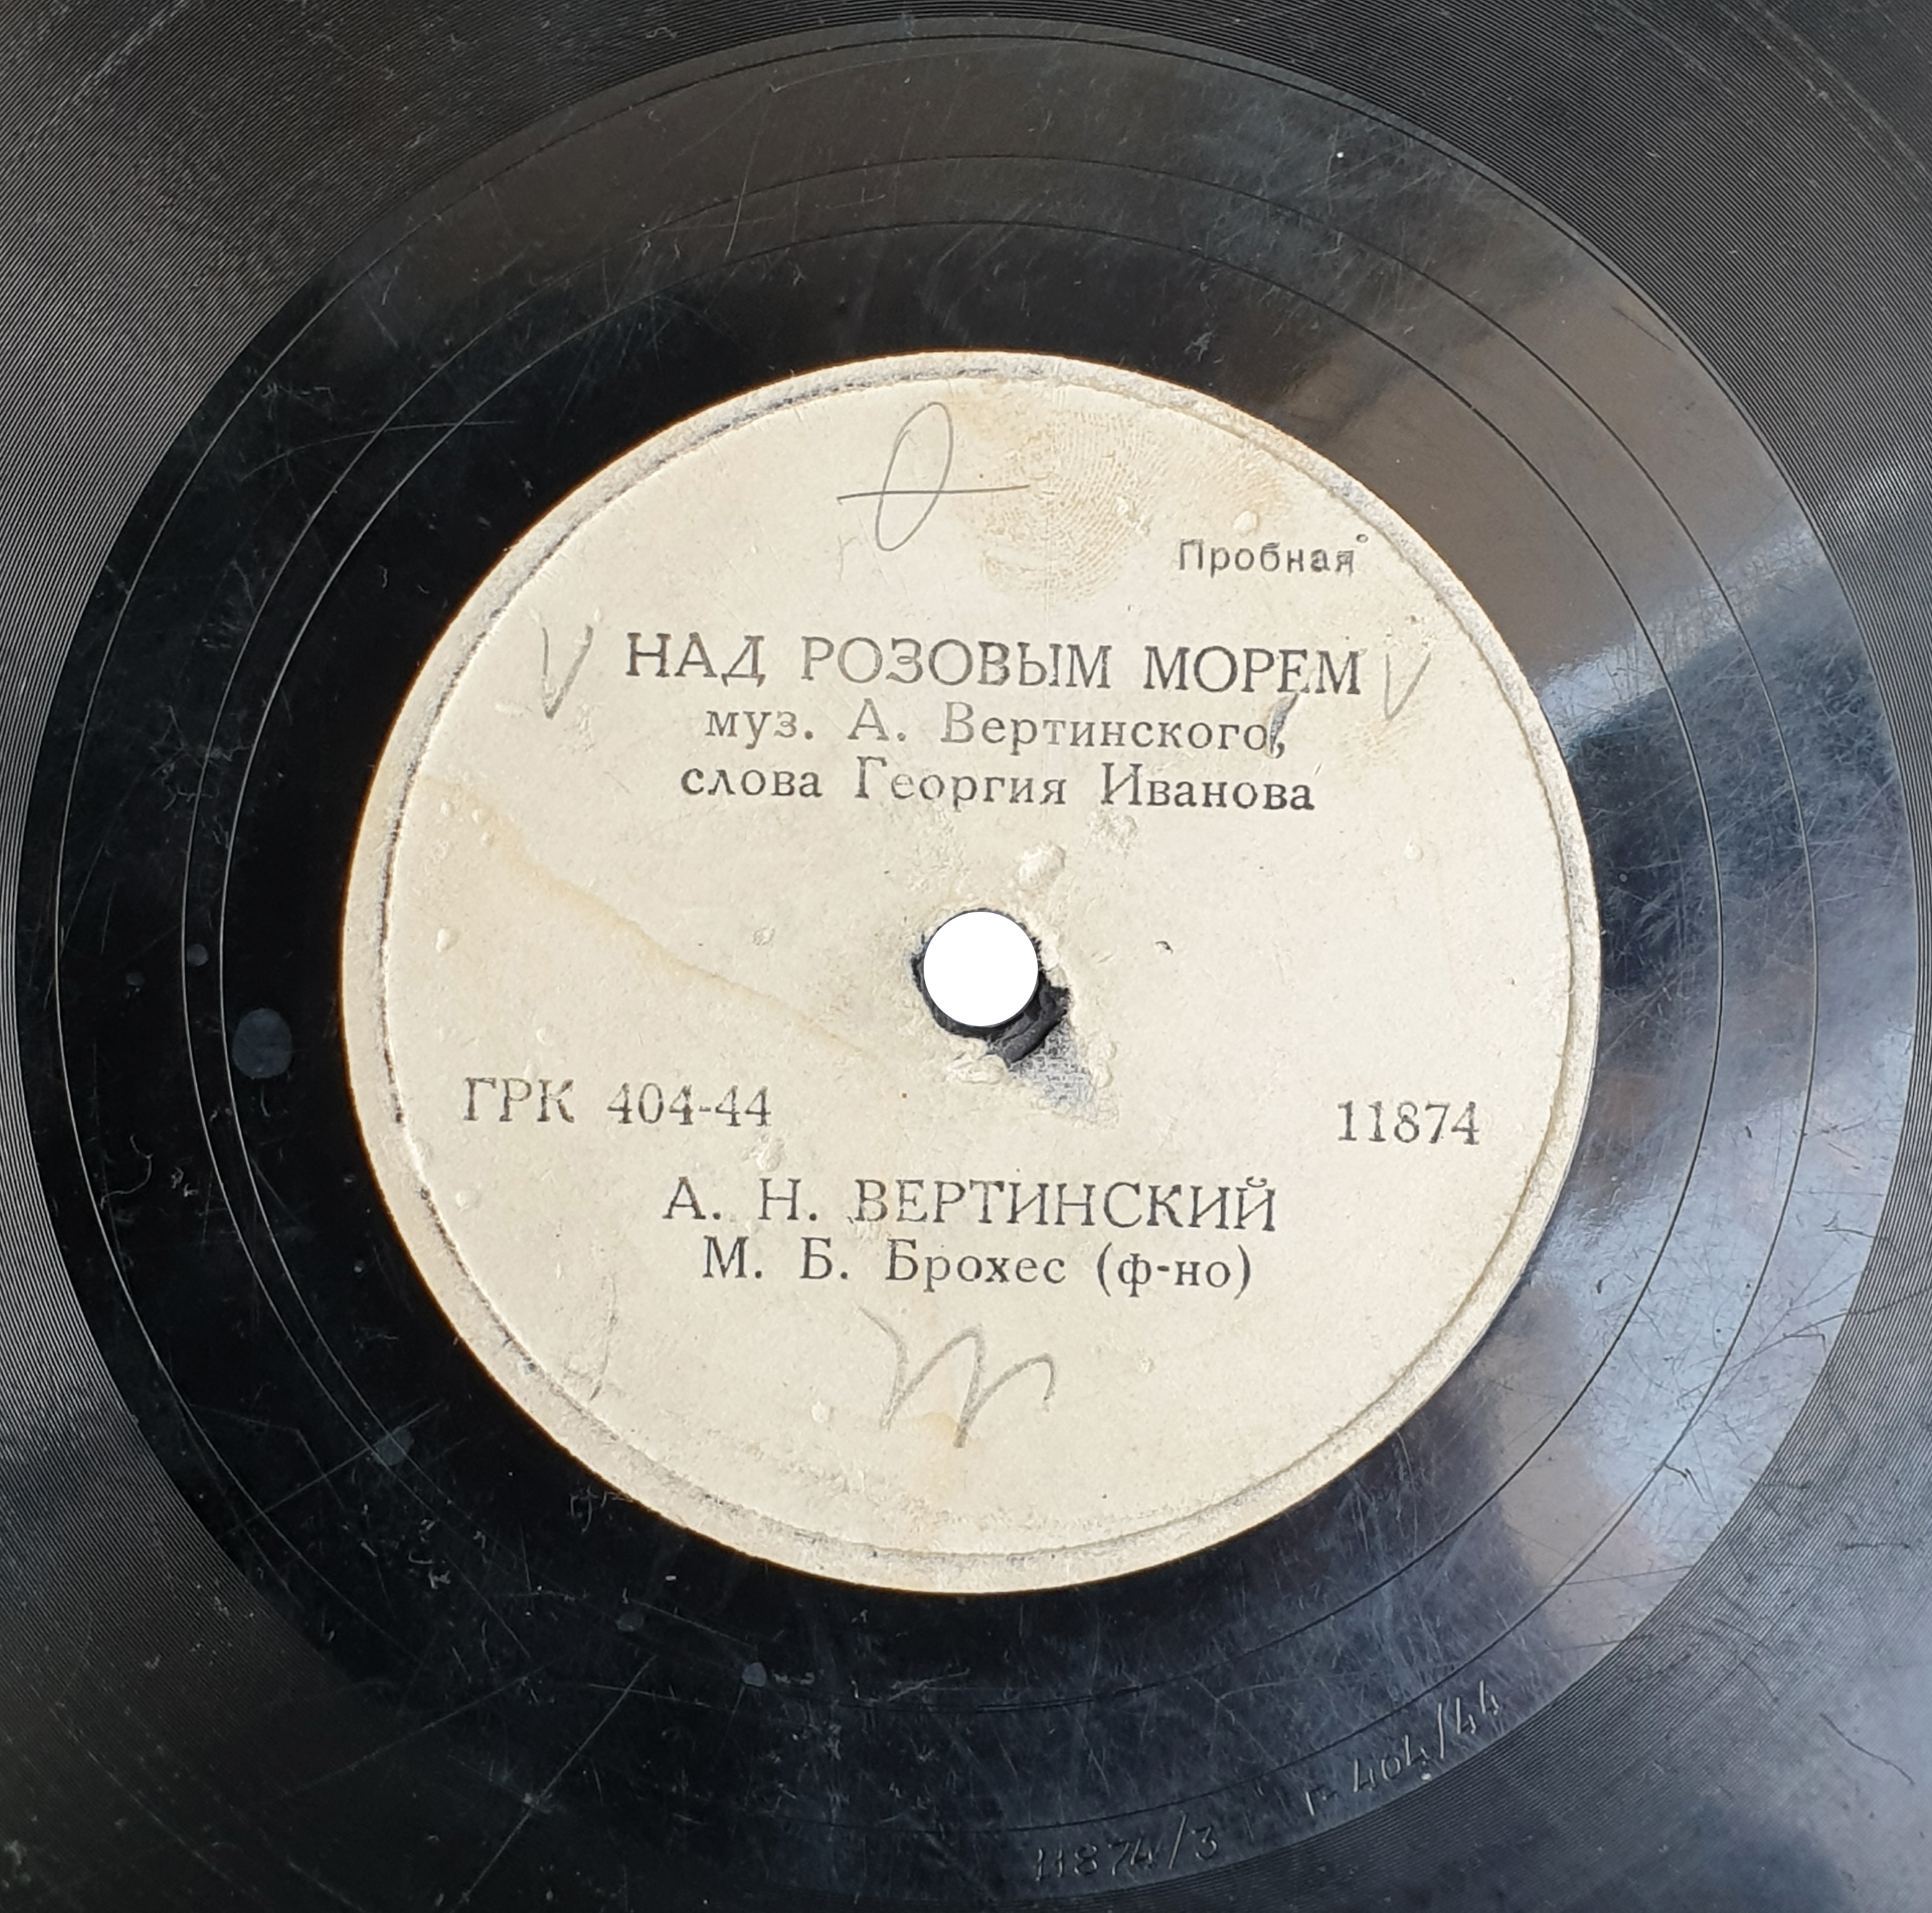 Пробная
НАД РОЗОВЫМ МОРЕМ
муз. А. Вертинского,
слова Георгия Иванова
ГРК 404-44
11874
А. Н. ВЕРТИНСКИЙ
М. Б. Брохес (ф-но)
11874/3 Г-404/44